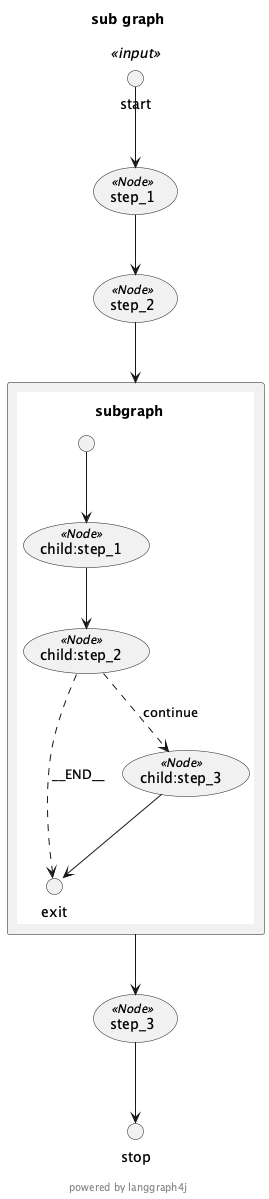 sub graph
«input»
start
«Node»
step_1
«Node»
step_2
subgraph
«Node»
child:step_1
«Node»
child:step_2
continue
«Node»
child:step_3
__END__
exit
«Node»
step_3
stop
powered by langgraph4j